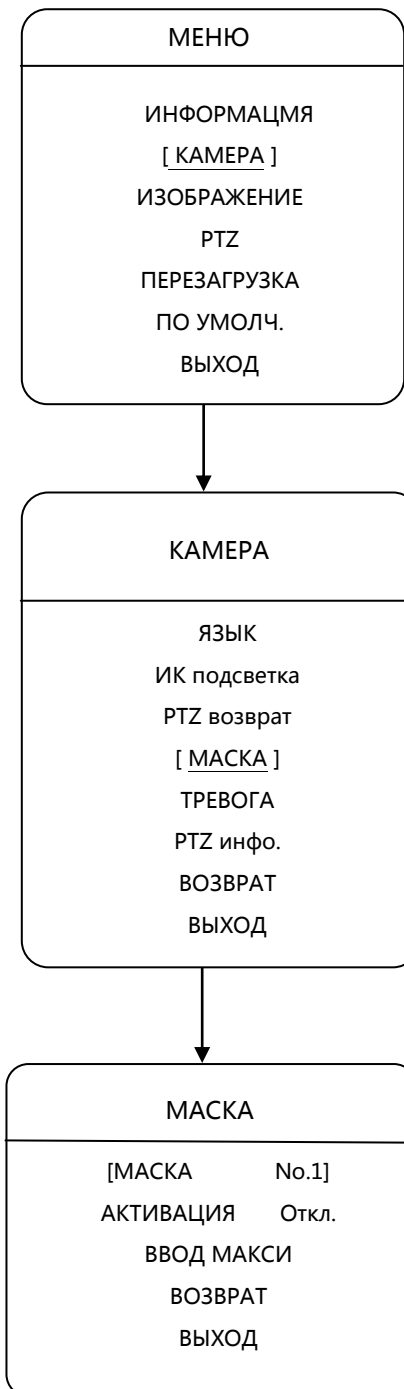 МЕНЮ
ИНФОРМАЦМЯ
[ КАМЕРА ]
ИЗОБРАЖЕНИЕ
PTZ
ПЕРЕЗАГРУЗКА
ПО УМОЛЧ.
ВЫХОД
КАМЕРА
ЯЗЫК
ИК подсветка
PTZ возврат
[ МАСКА ]
ТРЕВОГА
PTZ инфо.
ВОЗВРАТ
ВЫХОД
МАСКА
[МАСКА No.1]
АКТИВАЦИЯ Откл.
ВВОД МАКСИ
ВОЗВРАТ
ВЫХОД